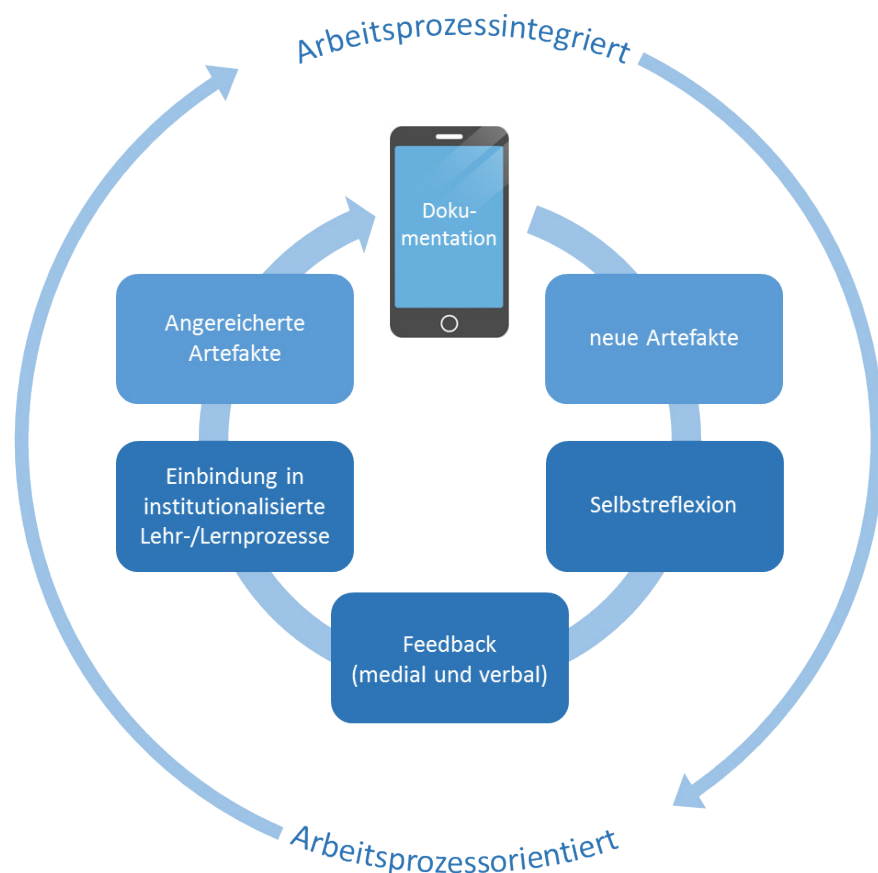 Arbeitsprozessintegriert
Doku-
mentation
Angereicherte
Artefakte
neue Artefakte
Einbindung in
institutionalisierte
Lehr-/Lernprozesse
Selbstreflexion
Feedback
(medial und verbal)
Arbeitsprozessorientiert